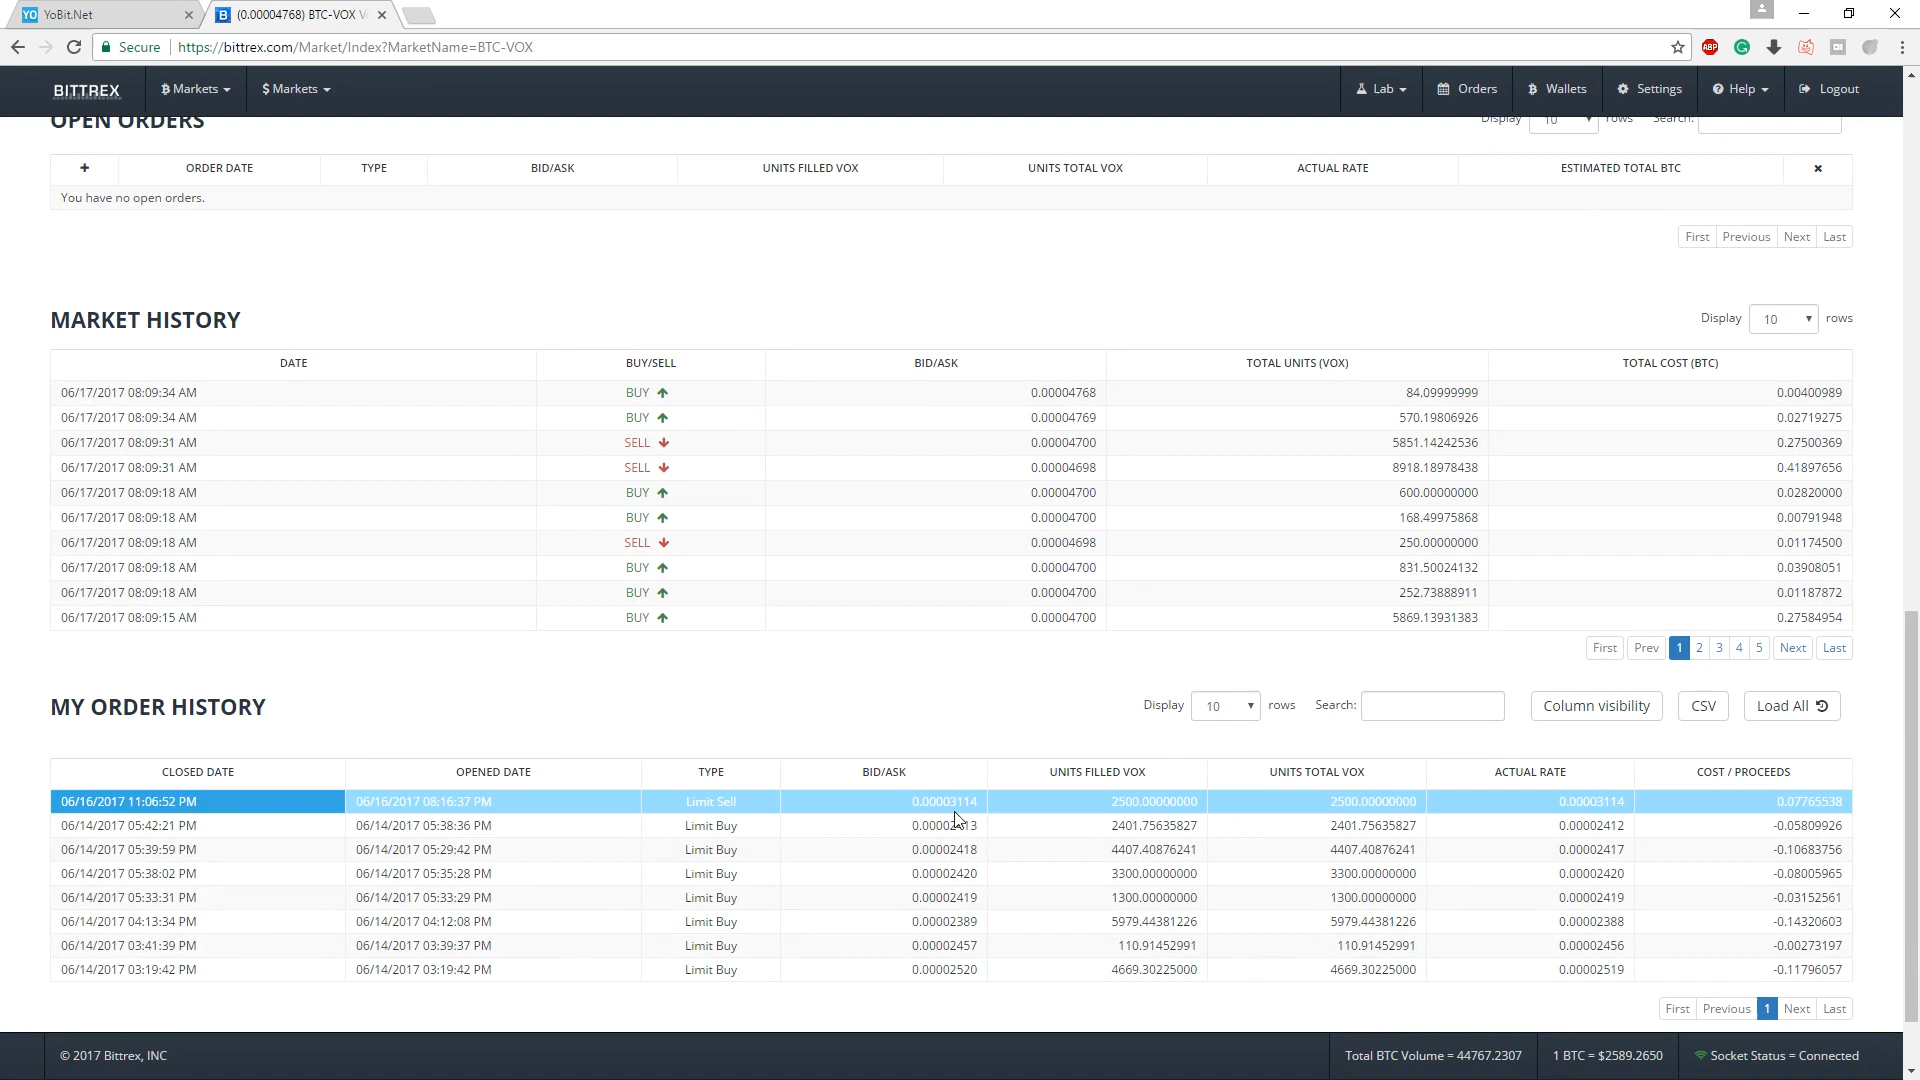 YO YoBit.Net
B (0.00004768) BTC-VOX V
Secure https://bittrex.com/Market/Index?MarketName=BTC-VOX
ABP
BITTREX Markets $ Markets Lab Orders Wallets Settings Help Logout
OPEN ORDERS Display 10 rows Search:
+ ORDER DATE TYPE BID/ASK UNITS FILLED VOX UNITS TOTAL VOX ACTUAL RATE ESTIMATED TOTAL BTC ×
You have no open orders.
First Previous Next Last
MARKET HISTORY Display 10 rows
DATE BUY/SELL BID/ASK TOTAL UNITS (VOX) TOTAL COST (BTC)
06/17/2017 08:09:34 AM BUY 0.00004768 84.09999999 0.00400989
06/17/2017 08:09:34 AM BUY 0.00004769 570.19806926 0.02719275
06/17/2017 08:09:31 AM SELL 0.00004700 5851.14242536 0.27500369
06/17/2017 08:09:31 AM SELL 0.00004698 8918.18978438 0.41897656
06/17/2017 08:09:18 AM BUY 0.00004700 600.00000000 0.02820000
06/17/2017 08:09:18 AM BUY 0.00004700 168.49975868 0.00791948
06/17/2017 08:09:18 AM SELL 0.00004698 250.00000000 0.01174500
06/17/2017 08:09:18 AM BUY 0.00004700 831.50024132 0.03908051
06/17/2017 08:09:18 AM BUY 0.00004700 252.73888911 0.01187872
06/17/2017 08:09:15 AM BUY 0.00004700 5869.13931383 0.27584954
First Prev 1 2 3 4 5 Next Last
MY ORDER HISTORY Display 10 rows Search: Column visibility CSV Load All
CLOSED DATE OPENED DATE TYPE BID/ASK UNITS FILLED VOX UNITS TOTAL VOX ACTUAL RATE COST / PROCEEDS
06/16/2017 11:06:52 PM 06/16/2017 08:16:37 PM Limit Sell 0.00003114 2500.00000000 2500.00000000 0.00003114 0.07765538
06/14/2017 05:42:21 PM 06/14/2017 05:38:36 PM Limit Buy 0.00002413 2401.75635827 2401.75635827 0.00002412 -0.05809926
06/14/2017 05:39:59 PM 06/14/2017 05:29:42 PM Limit Buy 0.00002418 4407.40876241 4407.40876241 0.00002417 -0.10683756
06/14/2017 05:38:02 PM 06/14/2017 05:35:28 PM Limit Buy 0.00002420 3300.00000000 3300.00000000 0.00002420 -0.08005965
06/14/2017 05:33:31 PM 06/14/2017 05:33:29 PM Limit Buy 0.00002419 1300.00000000 1300.00000000 0.00002419 -0.03152561
06/14/2017 04:13:34 PM 06/14/2017 04:12:08 PM Limit Buy 0.00002389 5979.44381226 5979.44381226 0.00002388 -0.14320603
06/14/2017 03:41:39 PM 06/14/2017 03:39:37 PM Limit Buy 0.00002457 110.91452991 110.91452991 0.00002456 -0.00273197
06/14/2017 03:19:42 PM 06/14/2017 03:19:42 PM Limit Buy 0.00002520 4669.30225000 4669.30225000 0.00002519 -0.11796057
First Previous 1 Next Last
© 2017 Bittrex, INC Total BTC Volume = 44767.2307 1 BTC = $2589.2650 Socket Status = Connected